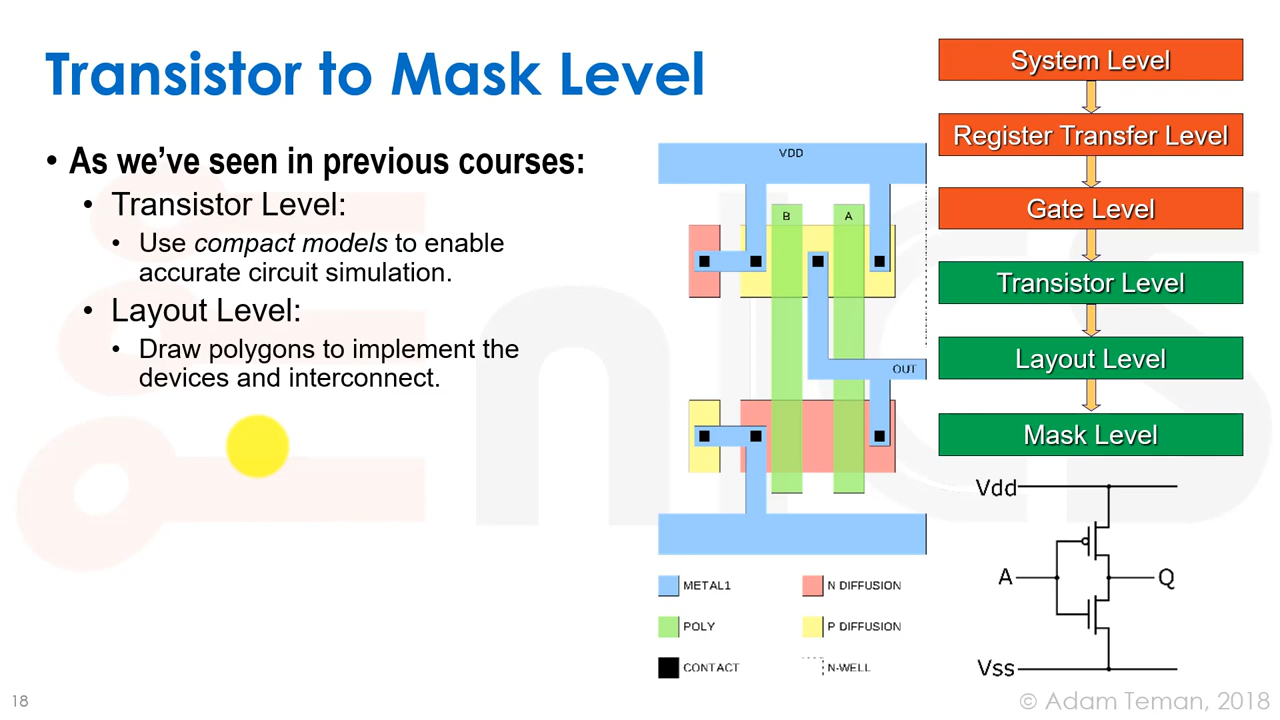 Transistor to Mask Level
• As we've seen in previous courses:
• Transistor Level:
• Use compact models to enable
accurate circuit simulation.
• Layout Level:
• Draw polygons to implement the
devices and interconnect.
VDD
B
A
OUT
METAL1
N DIFFUSION
POLY
P DIFFUSION
CONTACT
N-WELL
System Level
Register Transfer Level
Gate Level
Transistor Level
Layout Level
Mask Level
Vdd
A
Q
Vss
18
© Adam Teman, 2018
nics